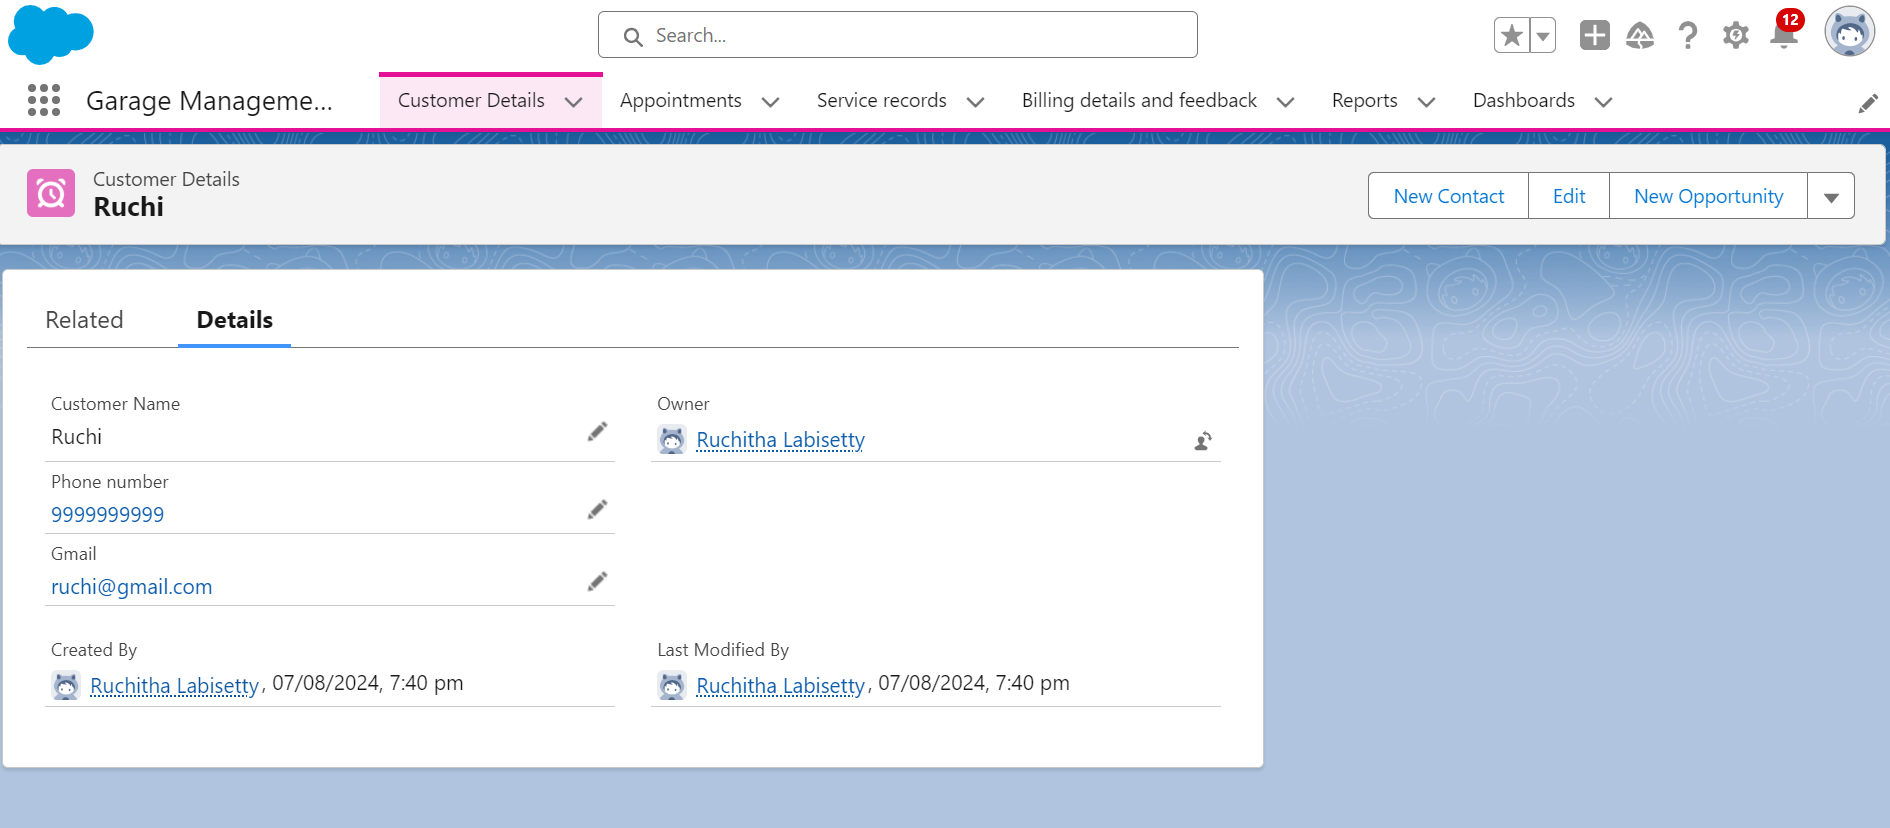 Search...
12
Garage Manageme...
Customer Details
Appointments
Service records
Billing details and feedback
Reports
Dashboards
Customer Details
Ruchi
New Contact
Edit
New Opportunity
Related
Details
Customer Name
Ruchi
Owner
Ruchitha Labisetty
Phone number
9999999999
Gmail
ruchi@gmail.com
Created By
Ruchitha Labisetty, 07/08/2024, 7:40 pm
Last Modified By
Ruchitha Labisetty, 07/08/2024, 7:40 pm